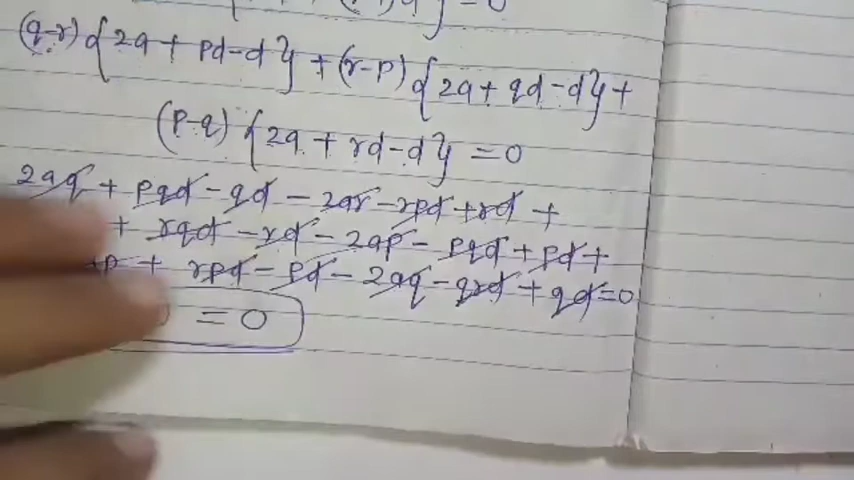 (q-r) {2a + pd-d} + (r-p) {2a + qd-d} +
(p-q) {2a + rd-d} = 0
2aq + pqd - qd - 2ar - rpd + rd +
+ rqd - rd - 2ap - pqd + pd +
+ rpd - pd - 2aq - qrd + qd = 0
= 0